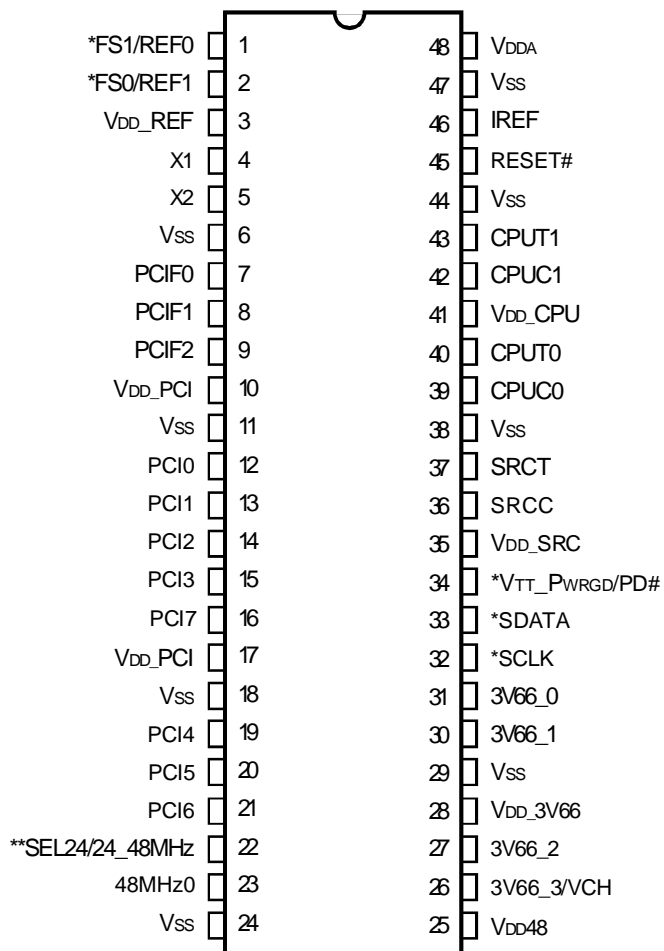 *FS1/REF0 1 48 VDDA
*FS0/REF1 2 47 VSS
VDD_REF 3 46 IREF
X1 4 45 RESET#
X2 5 44 VSS
VSS 6 43 CPUT1
PCIF0 7 42 CPUC1
PCIF1 8 41 VDD_CPU
PCIF2 9 40 CPUT0
VDD_PCI 10 39 CPUC0
VSS 11 38 VSS
PCI0 12 37 SRCT
PCI1 13 36 SRCC
PCI2 14 35 VDD_SRC
PCI3 15 34 *VTT_PWRGD/PD#
PCI7 16 33 *SDATA
VDD_PCI 17 32 *SCLK
VSS 18 31 3V66_0
PCI4 19 30 3V66_1
PCI5 20 29 VSS
PCI6 21 28 VDD_3V66
**SEL24/24_48MHz 22 27 3V66_2
48MHz0 23 26 3V66_3/VCH
VSS 24 25 VDD48